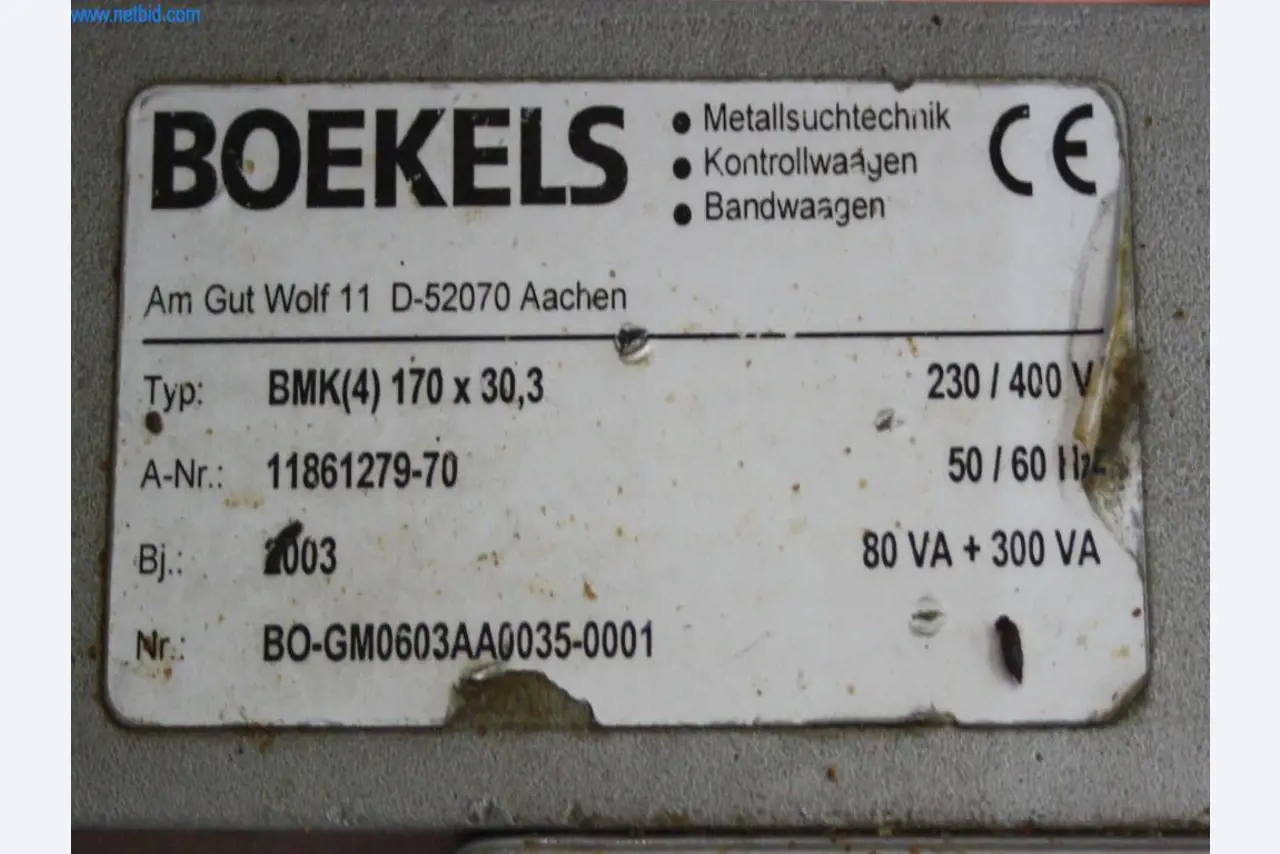 www.netbid.com
BOEKELS
• Metallsuchtechnik
• Kontrollwaagen
• Bandwaagen
CE
Am Gut Wolf 11 D-52070 Aachen
Typ: BMK(4) 170 x 30,3 230 / 400 V
A-Nr.: 11861279-70 50 / 60 Hz
Bj.: 2003 80 VA + 300 VA
Nr.: BO-GM0603AA0035-0001